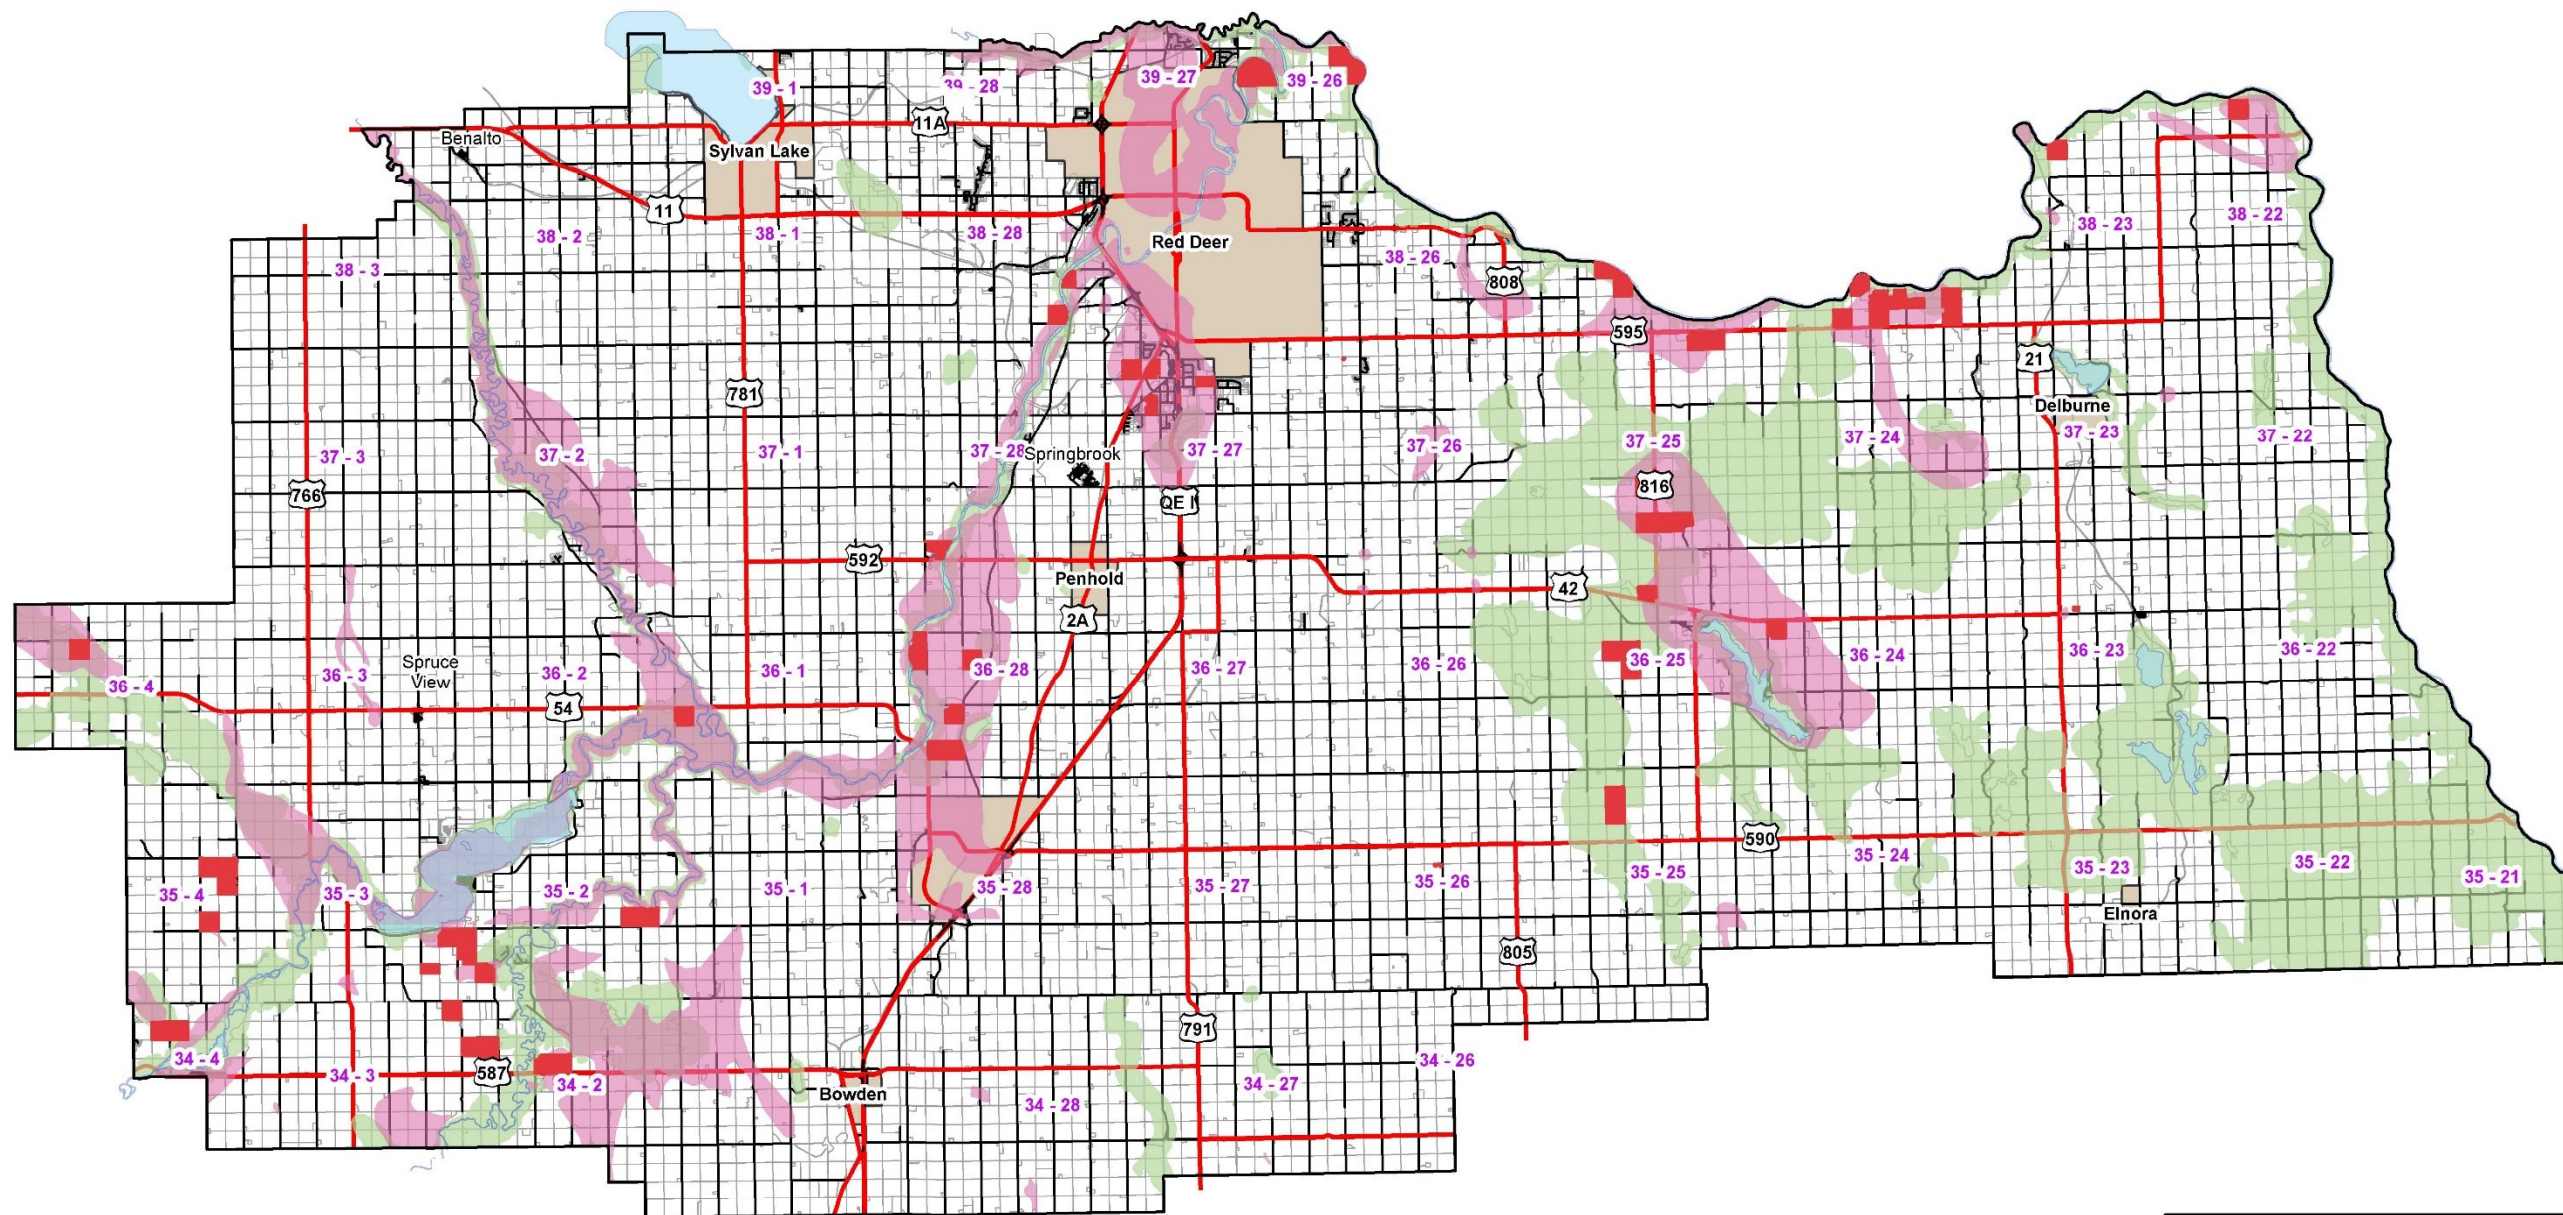 39 - 27
39 - 1
39 - 28
39 - 26
11A
Benalto
Sylvan Lake
11
38 - 3
38 - 2
38 - 1
38 - 28
Red Deer
38 - 26
808
38 - 23
38 - 22
595
21
781
Delburne
37 - 3
37 - 2
37 - 1
37 - 28
Springbrook
37 - 27
37 - 26
37 - 25
37 - 24
37 - 23
37 - 22
766
816
QE II
592
Penhold
42
2A
36 - 4
36 - 3
Spruce
View
36 - 2
36 - 1
36 - 28
36 - 27
36 - 26
36 - 25
36 - 24
36 - 23
36 - 22
54
590
35 - 4
35 - 3
35 - 2
35 - 1
35 - 28
35 - 27
35 - 26
35 - 25
35 - 24
35 - 23
35 - 22
35 - 21
Elnora
805
791
34 - 4
34 - 3
587
34 - 2
Bowden
34 - 28
34 - 27
34 - 26